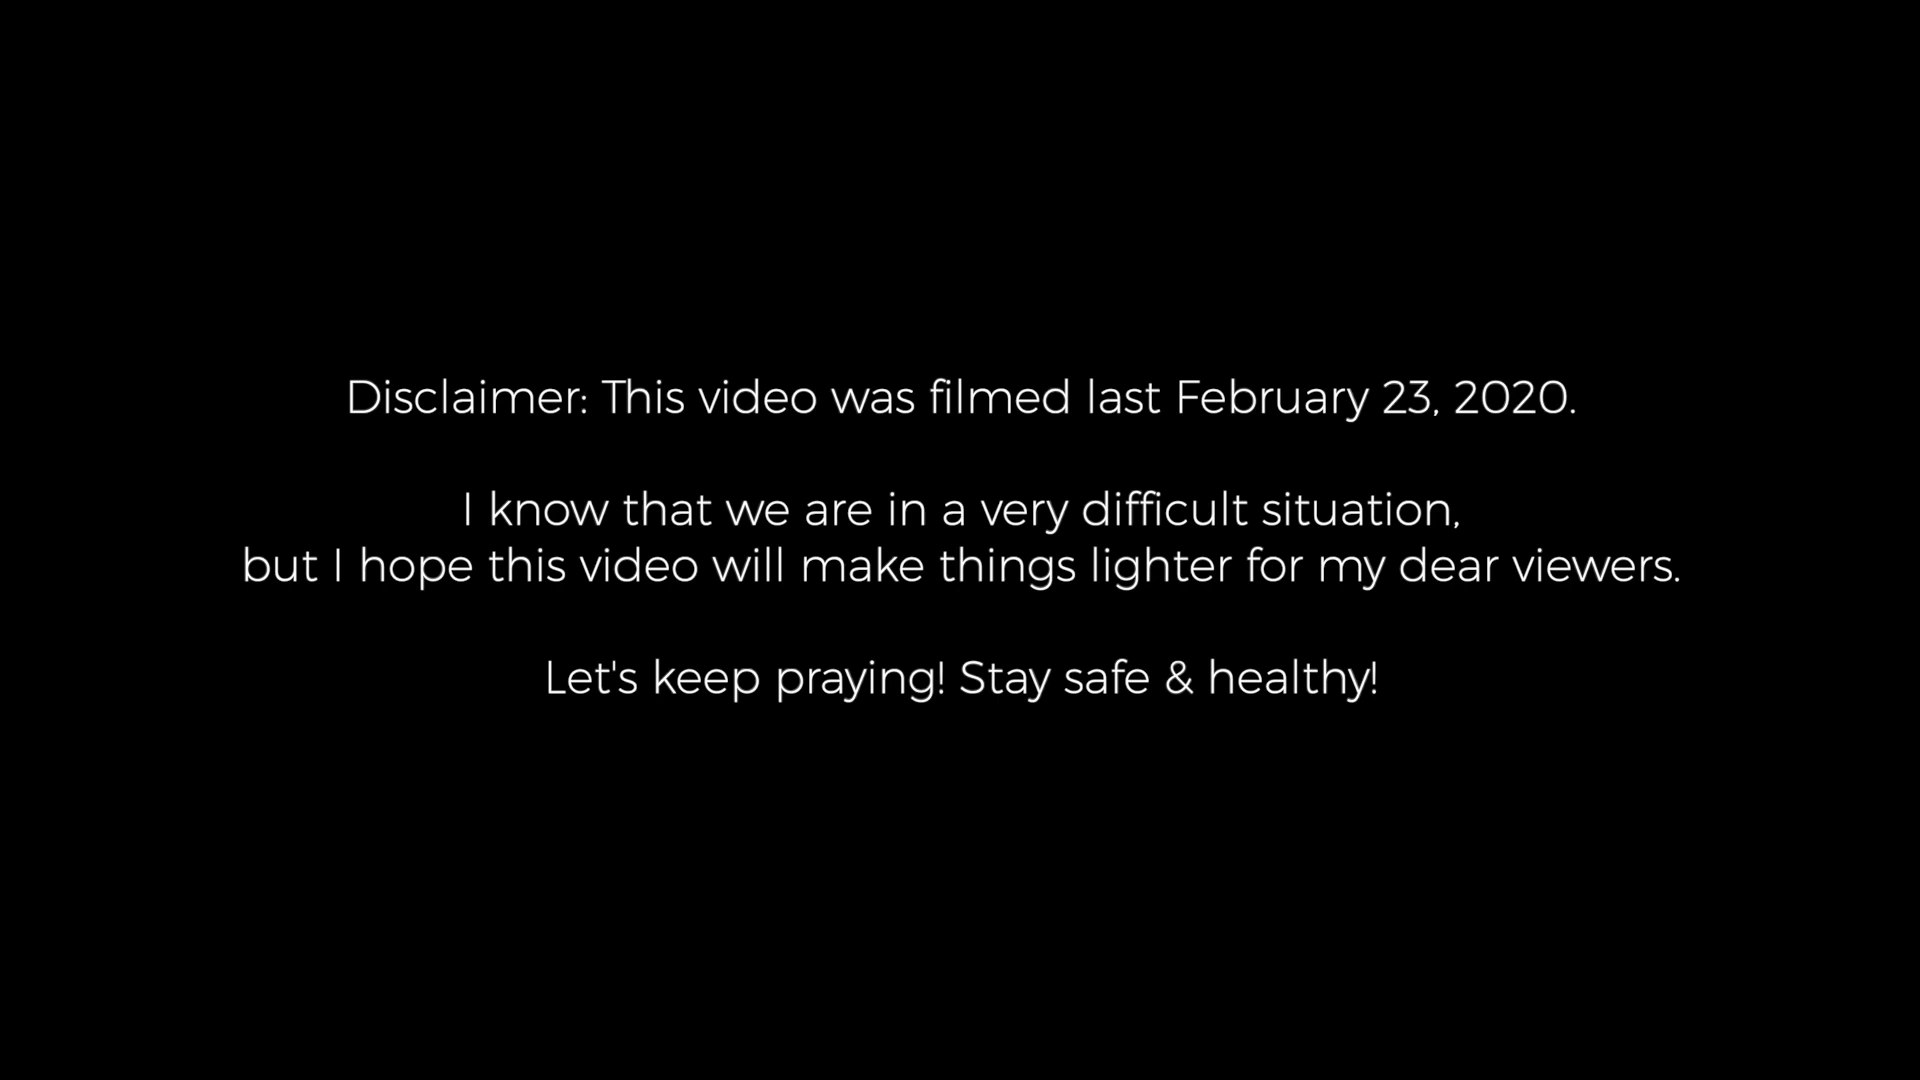 Disclaimer: This video was filmed last February 23, 2020.
I know that we are in a very difficult situation,
but I hope this video will make things lighter for my dear viewers.
Let's keep praying! Stay safe & healthy!